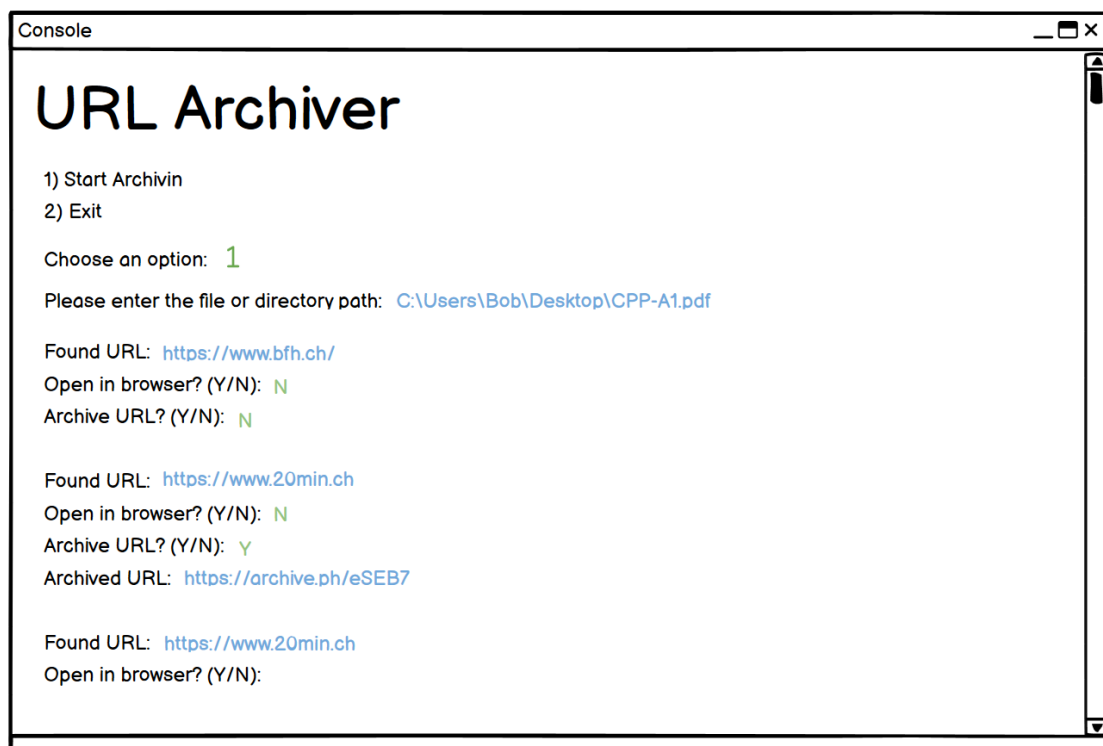 Console
URL Archiver
1) Start Archivin
2) Exit
Choose an option: 1
Please enter the file or directory path: C:\Users\Bob\Desktop\CPP-A1.pdf
Found URL: https://www.bfh.ch/
Open in browser? (Y/N): N
Archive URL? (Y/N): N
Found URL: https://www.20min.ch
Open in browser? (Y/N): N
Archive URL? (Y/N): Y
Archived URL: https://archive.ph/eSEB7
Found URL: https://www.20min.ch
Open in browser? (Y/N):